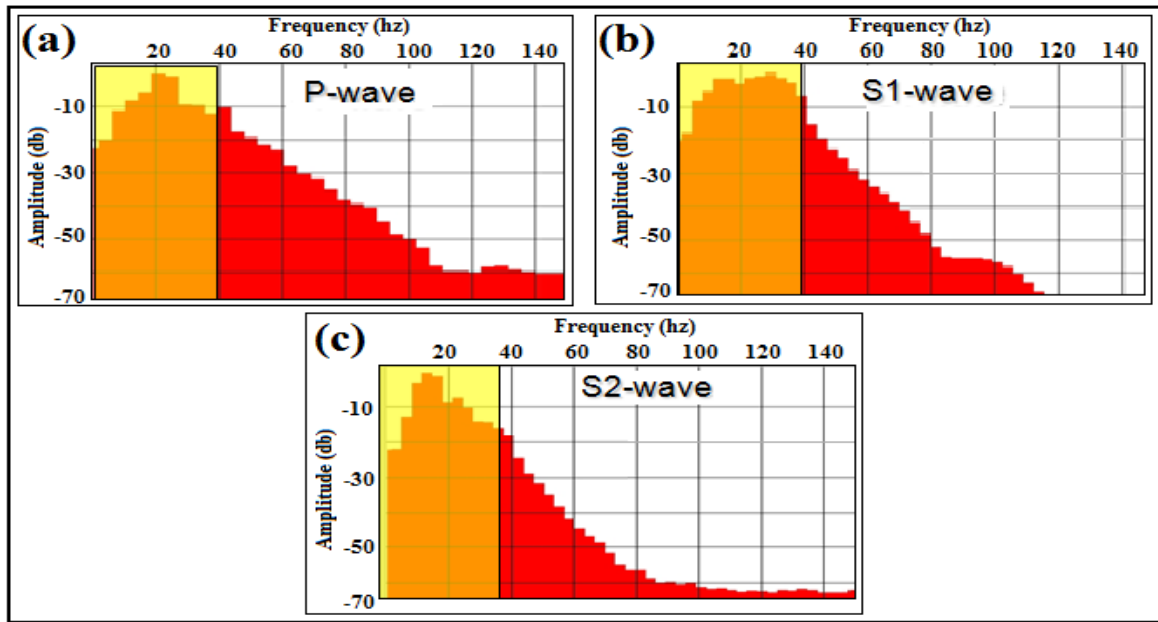 (a)
Frequency (hz)
20 40 60 80 100 120 140
P-wave
Amplitude (db)
-10
-30
-50
-70
(b)
Frequency (hz)
20 40 60 80 100 120 140
S1-wave
Amplitude (db)
-10
-30
-50
-70
(c)
Frequency (hz)
20 40 60 80 100 120 140
S2-wave
Amplitude (db)
-10
-30
-50
-70